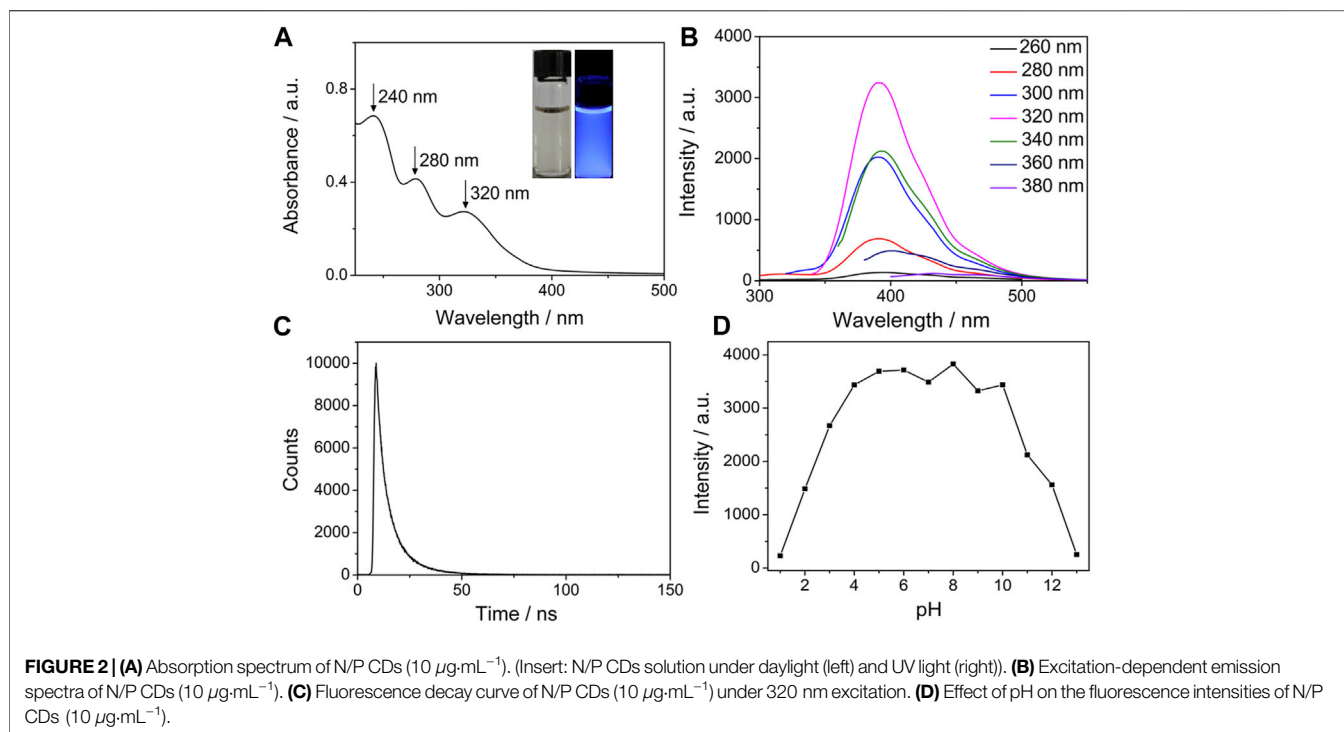 A
Absorbance / a.u.
0.8
0.4
0.0
240 nm
280 nm
320 nm
300
400
500
Wavelength / nm
B
Intensity / a.u.
4000
3000
2000
1000
0
260 nm
280 nm
300 nm
320 nm
340 nm
360 nm
380 nm
300
400
500
Wavelength / nm
C
Counts
10000
8000
6000
4000
2000
0
0
50
100
150
Time / ns
D
Intensity / a.u.
4000
3000
2000
1000
0
2
4
6
8
10
12
pH
FIGURE 2 | (A) Absorption spectrum of N/P CDs (10 µg·mL⁻¹). (Insert: N/P CDs solution under daylight (left) and UV light (right)). (B) Excitation-dependent emission
spectra of N/P CDs (10 µg·mL⁻¹). (C) Fluorescence decay curve of N/P CDs (10 µg·mL⁻¹) under 320 nm excitation. (D) Effect of pH on the fluorescence intensities of N/P
CDs (10 µg·mL⁻¹).